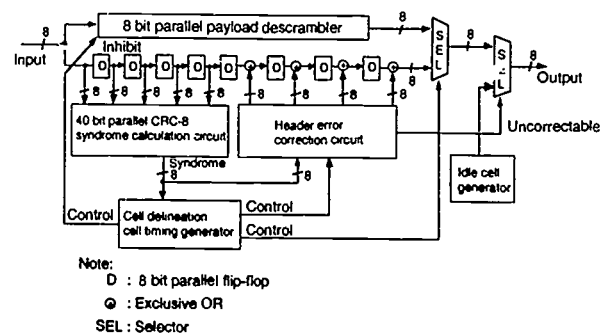 8
8 bit parallel payload descrambler
8
8
8
Input
Inhibit
SEL
SEL
Output
D D D D D D D D D
8 8 8 8 8 8 8 8 8
40 bit parallel CRC-8
syndrome calculation circuit
Header error
correction circuit
Uncorrectable
Syndrome
8
8
Idle cell
generator
Control
Cell delineation
cell timing generator
Control
Control
Note:
D : 8 bit parallel flip-flop
: Exclusive OR
SEL : Selector